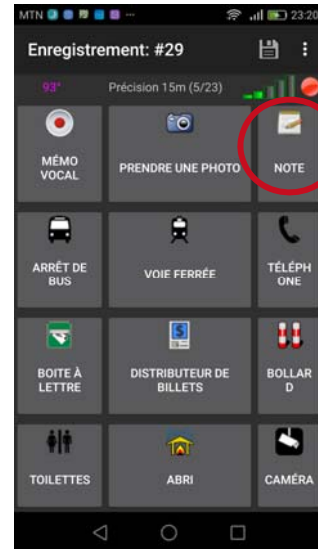 MTN 23:20
Enregistrement: #29
93° Précision 15m (5/23)
MÉMO
VOCAL
PRENDRE UNE PHOTO
NOTE
ARRÊT DE
BUS
VOIE FERRÉE
TÉLÉPH
ONE
BOITE À
LETTRE
DISTRIBUTEUR DE
BILLETS
BOLLAR
D
TOILETTES
ABRI
CAMÉRA